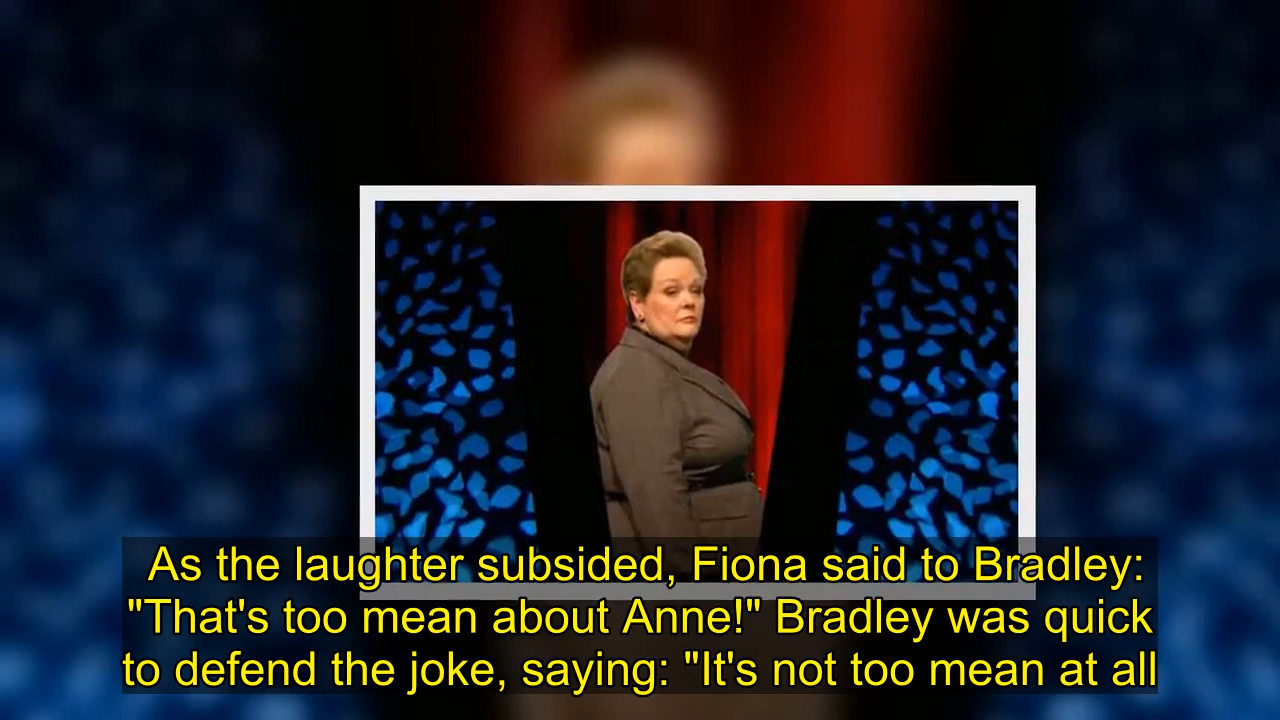 As the laughter subsided, Fiona said to Bradley:
"That's too mean about Anne!" Bradley was quick
to defend the joke, saying: "It's not too mean at all